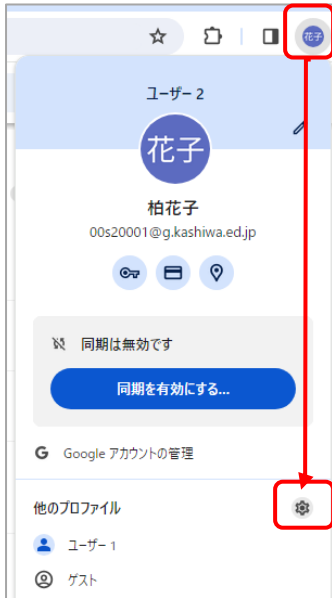 花子
ユーザー 2
花子
柏花子
00s20001@g.kashiwa.ed.jp
同期は無効です
同期を有効にする...
G Google アカウントの管理
他のプロファイル
ユーザー 1
ゲスト